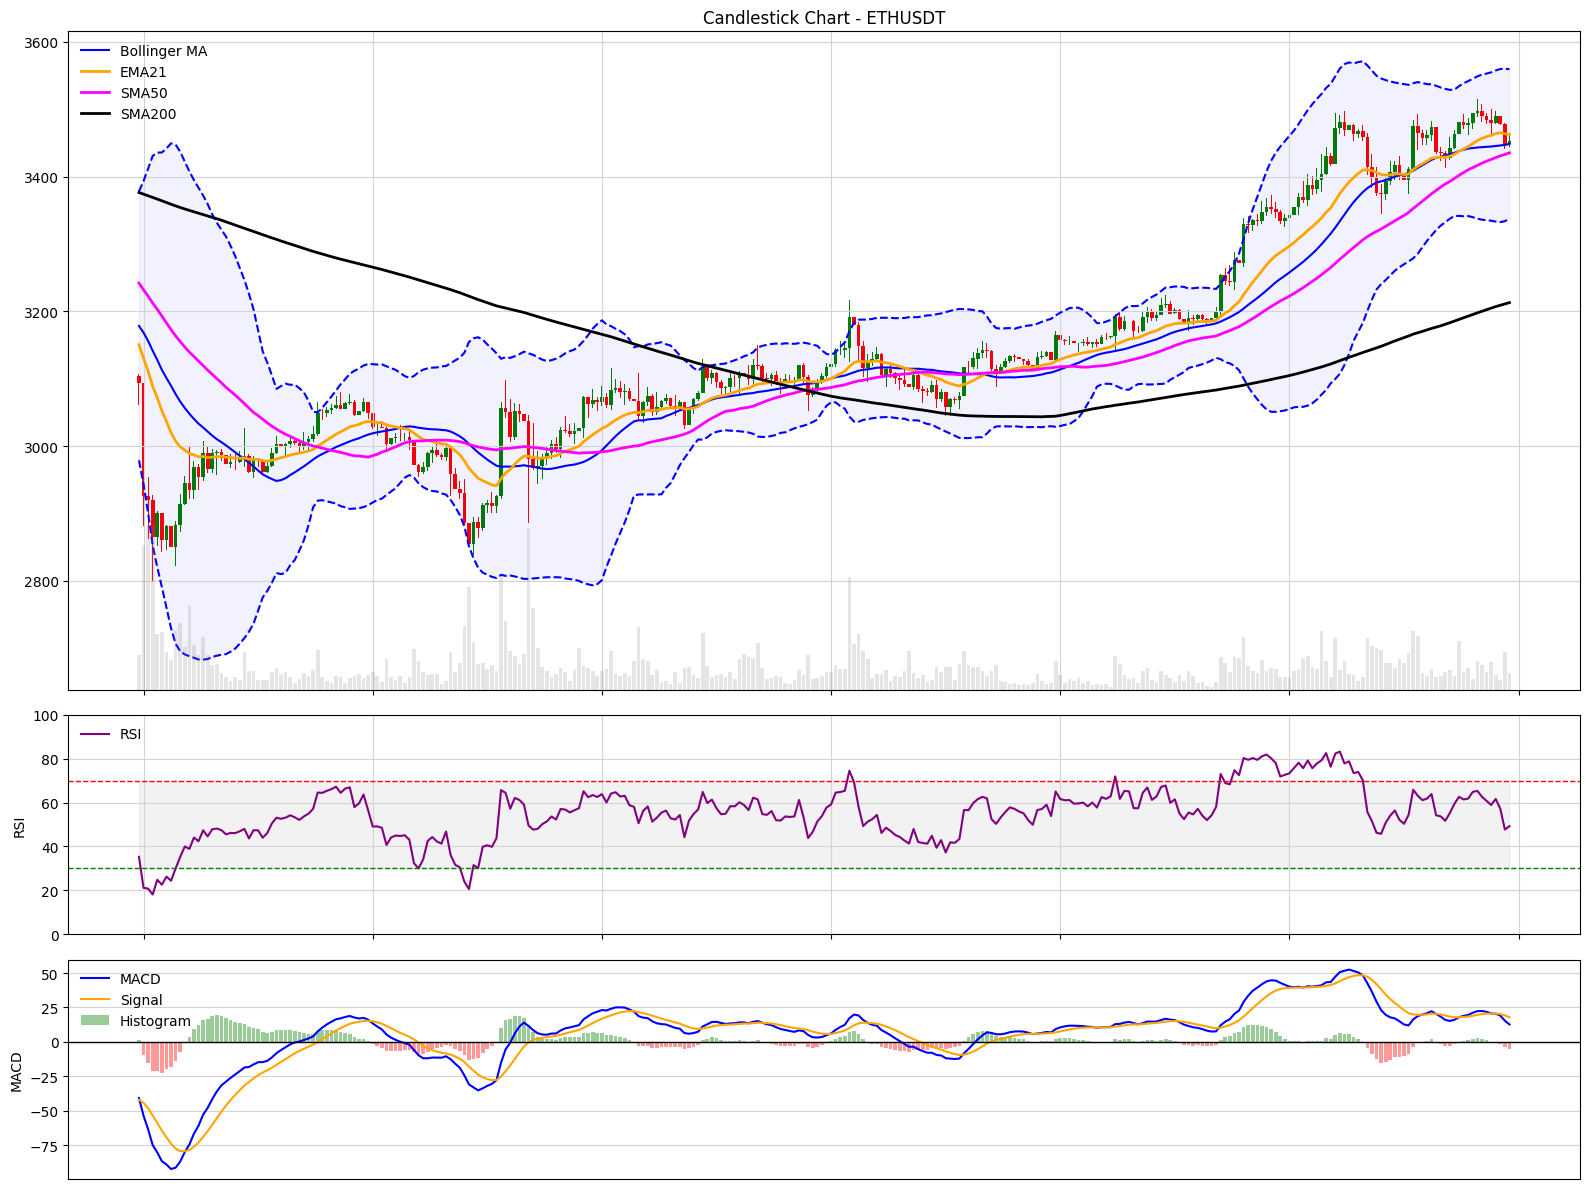 Candlestick Chart - ETHUSDT
3600
3400
3200
3000
2800
Bollinger MA
EMA21
SMA50
SMA200
100
80
60
40
20
0
RSI
RSI
50
25
0
−25
−50
−75
MACD
MACD
Signal
Histogram